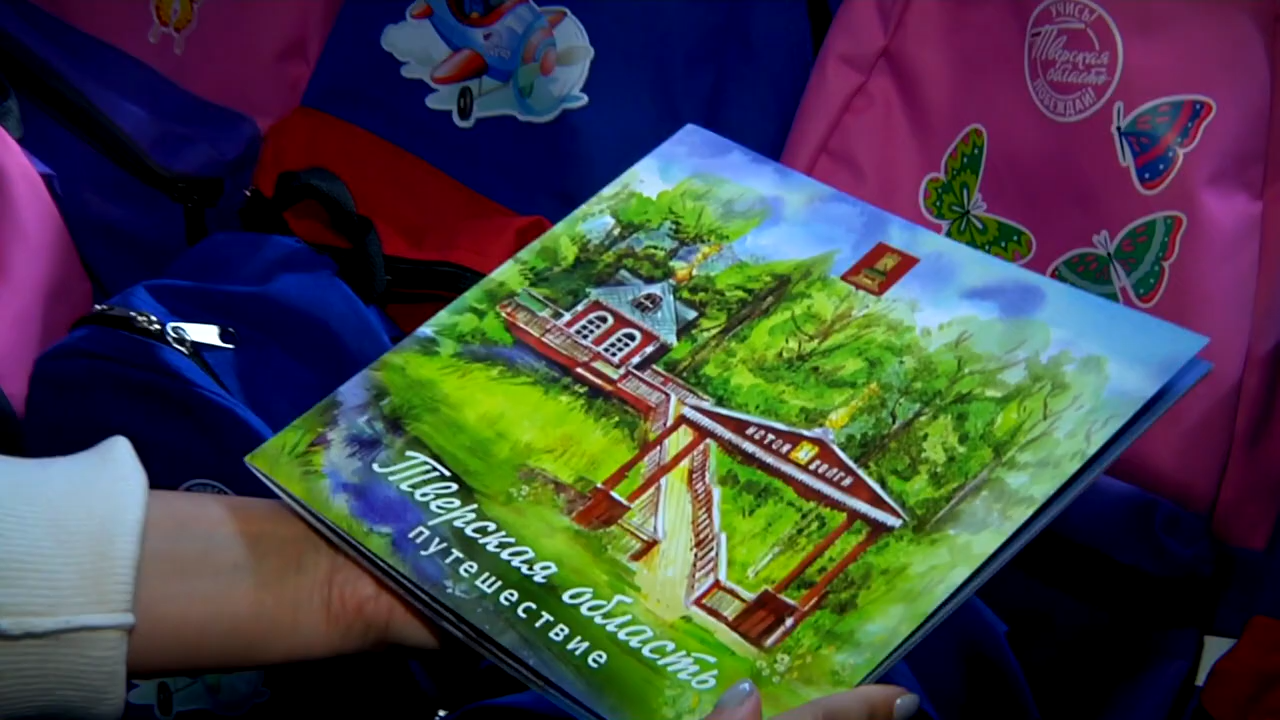 УЧИСЬ!
Тверская
область
ПОБЕЖДАЙ!
ИСТОК ВОЛГИ
Тверская область
путешествие